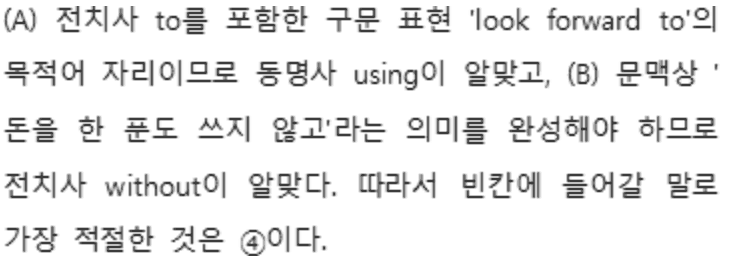 (A) 전치사 to를 포함한 구문 표현 'look forward to'의
목적어 자리이므로 동명사 using이 알맞고, (B) 문맥상 '
돈을 한 푼도 쓰지 않고'라는 의미를 완성해야 하므로
전치사 without이 알맞다. 따라서 빈칸에 들어갈 말로
가장 적절한 것은 ④이다.